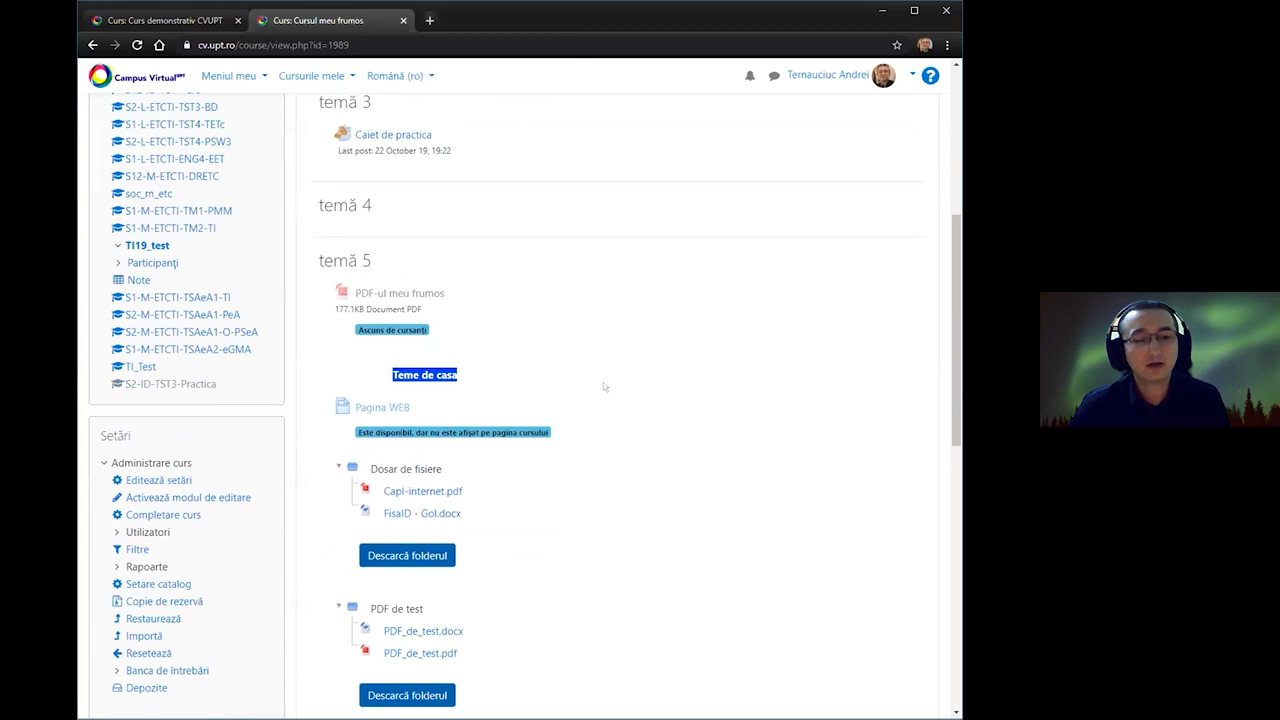 Curs: Curs demonstrativ CVUPT
Curs: Cursul meu frumos
cv.upt.ro/course/view.php?id=1989
Campus Virtual upt
Meniul meu
Cursurile mele
Română (ro)
Ternauciuc Andrei
S2-L-ETCTI-TST3-BD
S1-L-ETCTI-TST4-TETc
S2-L-ETCTI-TST4-PSW3
S1-L-ETCTI-ENG4-EET
S12-M-ETCTI-DRETC
soc_m_etc
S1-M-ETCTI-TM1-PMM
S1-M-ETCTI-TM2-TI
TI19_test
Participanţi
Note
S1-M-ETCTI-TSAeA1-TI
S2-M-ETCTI-TSAeA1-PeA
S2-M-ETCTI-TSAeA1-O-PSeA
S1-M-ETCTI-TSAeA2-eGMA
TI_Test
S2-ID-TST3-Practica
Setări
Administrare curs
Editează setări
Activează modul de editare
Completare curs
Utilizatori
Filtre
Rapoarte
Setare catalog
Copie de rezervă
Restaurează
Importă
Resetează
Banca de întrebări
Depozite
temă 3
Caiet de practica
Last post: 22 October 19, 19:22
temă 4
temă 5
PDF-ul meu frumos
177.1KB Document PDF
Ascuns de cursanți
Teme de casa
Pagina WEB
Este disponibil, dar nu este afișat pe pagina cursului
Dosar de fisiere
CapI-internet.pdf
FisaID - Gol.docx
Descarcă folderul
PDF de test
PDF_de_test.docx
PDF_de_test.pdf
Descarcă folderul